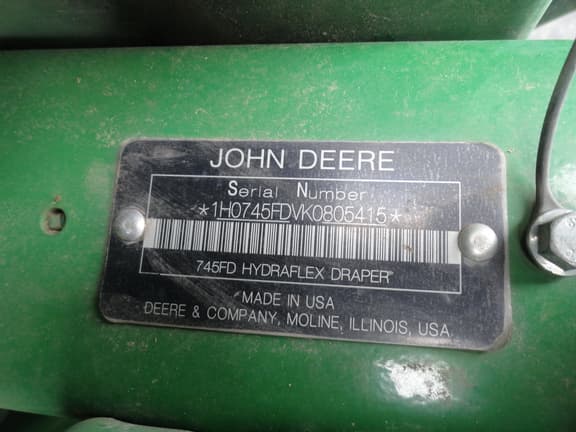 JOHN DEERE
Serial Number
*1H0745FDVK0805415*
745FD HYDRAFLEX DRAPER
MADE IN USA
DEERE & COMPANY, MOLINE, ILLINOIS, USA